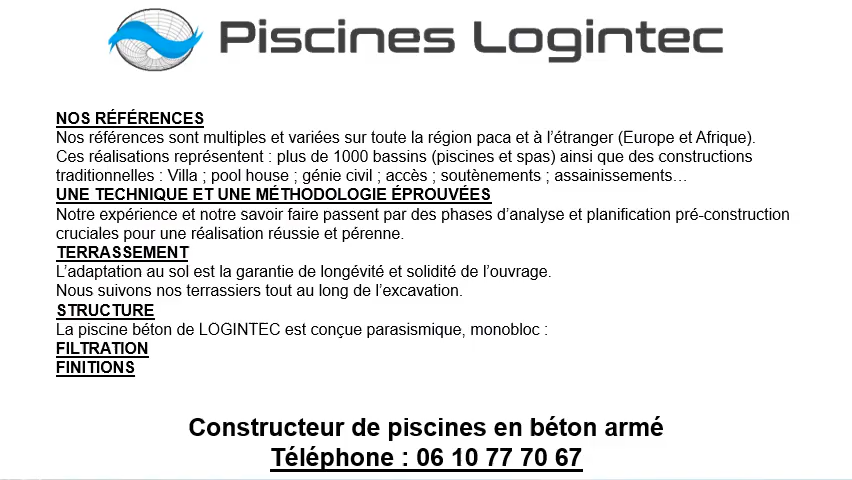 Piscines Logintec
NOS RÉFÉRENCES
Nos références sont multiples et variées sur toute la région paca et à l’étranger (Europe et Afrique).
Ces réalisations représentent : plus de 1000 bassins (piscines et spas) ainsi que des constructions
traditionnelles : Villa ; pool house ; génie civil ; accès ; soutènements ; assainissements…
UNE TECHNIQUE ET UNE MÉTHODOLOGIE ÉPROUVÉES
Notre expérience et notre savoir faire passent par des phases d’analyse et planification pré-construction
cruciales pour une réalisation réussie et pérenne.
TERRASSEMENT
L’adaptation au sol est la garantie de longévité et solidité de l’ouvrage.
Nous suivons nos terrassiers tout au long de l’excavation.
STRUCTURE
La piscine béton de LOGINTEC est conçue parasismique, monobloc :
FILTRATION
FINITIONS
Constructeur de piscines en béton armé
Téléphone : 06 10 77 70 67